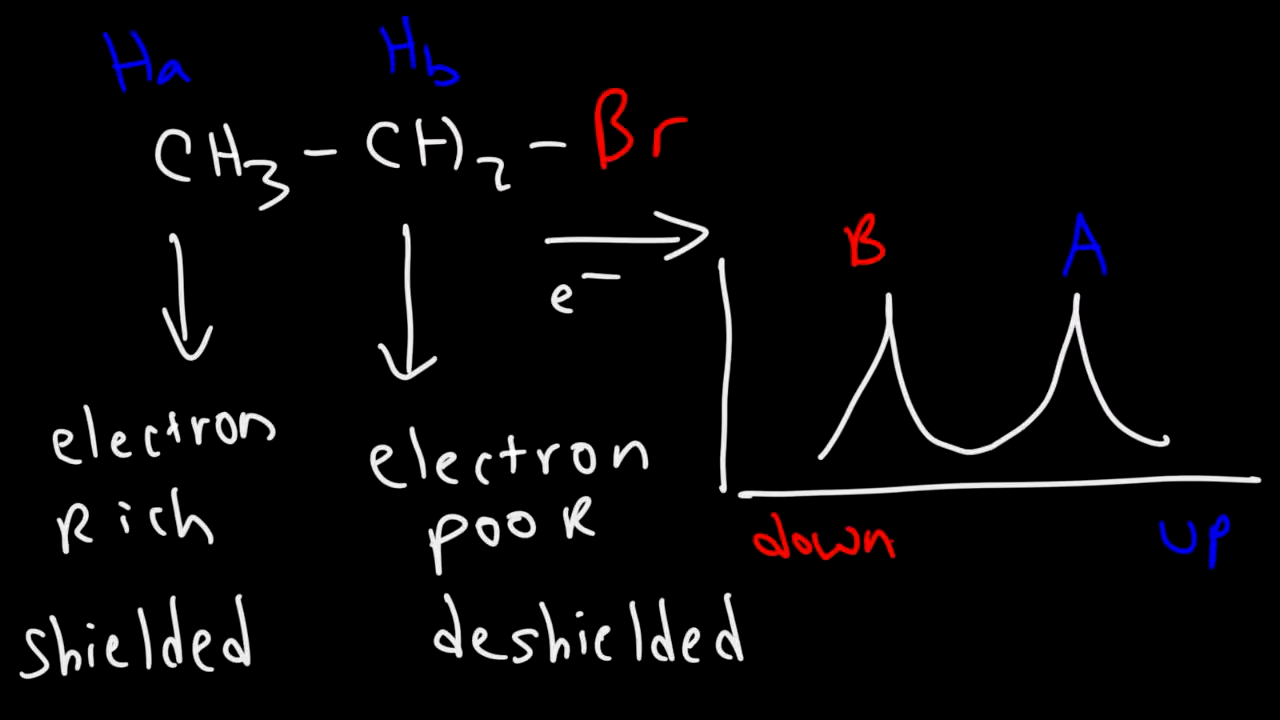 Ha Hb
CH3 - CH2 - Br
e-
B A
electron rich
electron poor
down up
shielded
deshielded